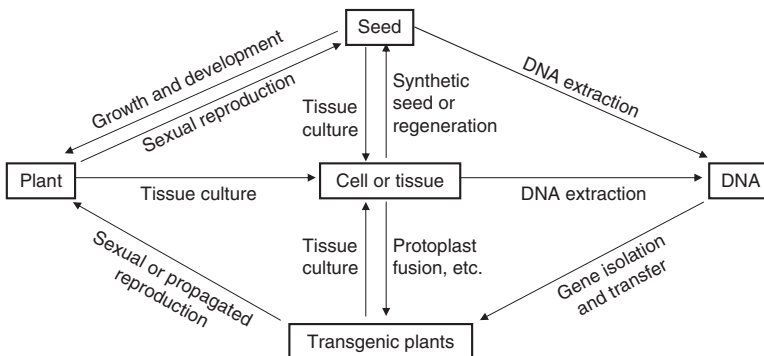 Seed
Growth and development
Sexual reproduction
Tissue
culture
Synthetic
seed or
regeneration
DNA extraction
Plant
Tissue culture
Cell or tissue
DNA extraction
DNA
Sexual or propagated
reproduction
Tissue
culture
Protoplast
fusion, etc.
Gene isolation
and transfer
Transgenic plants